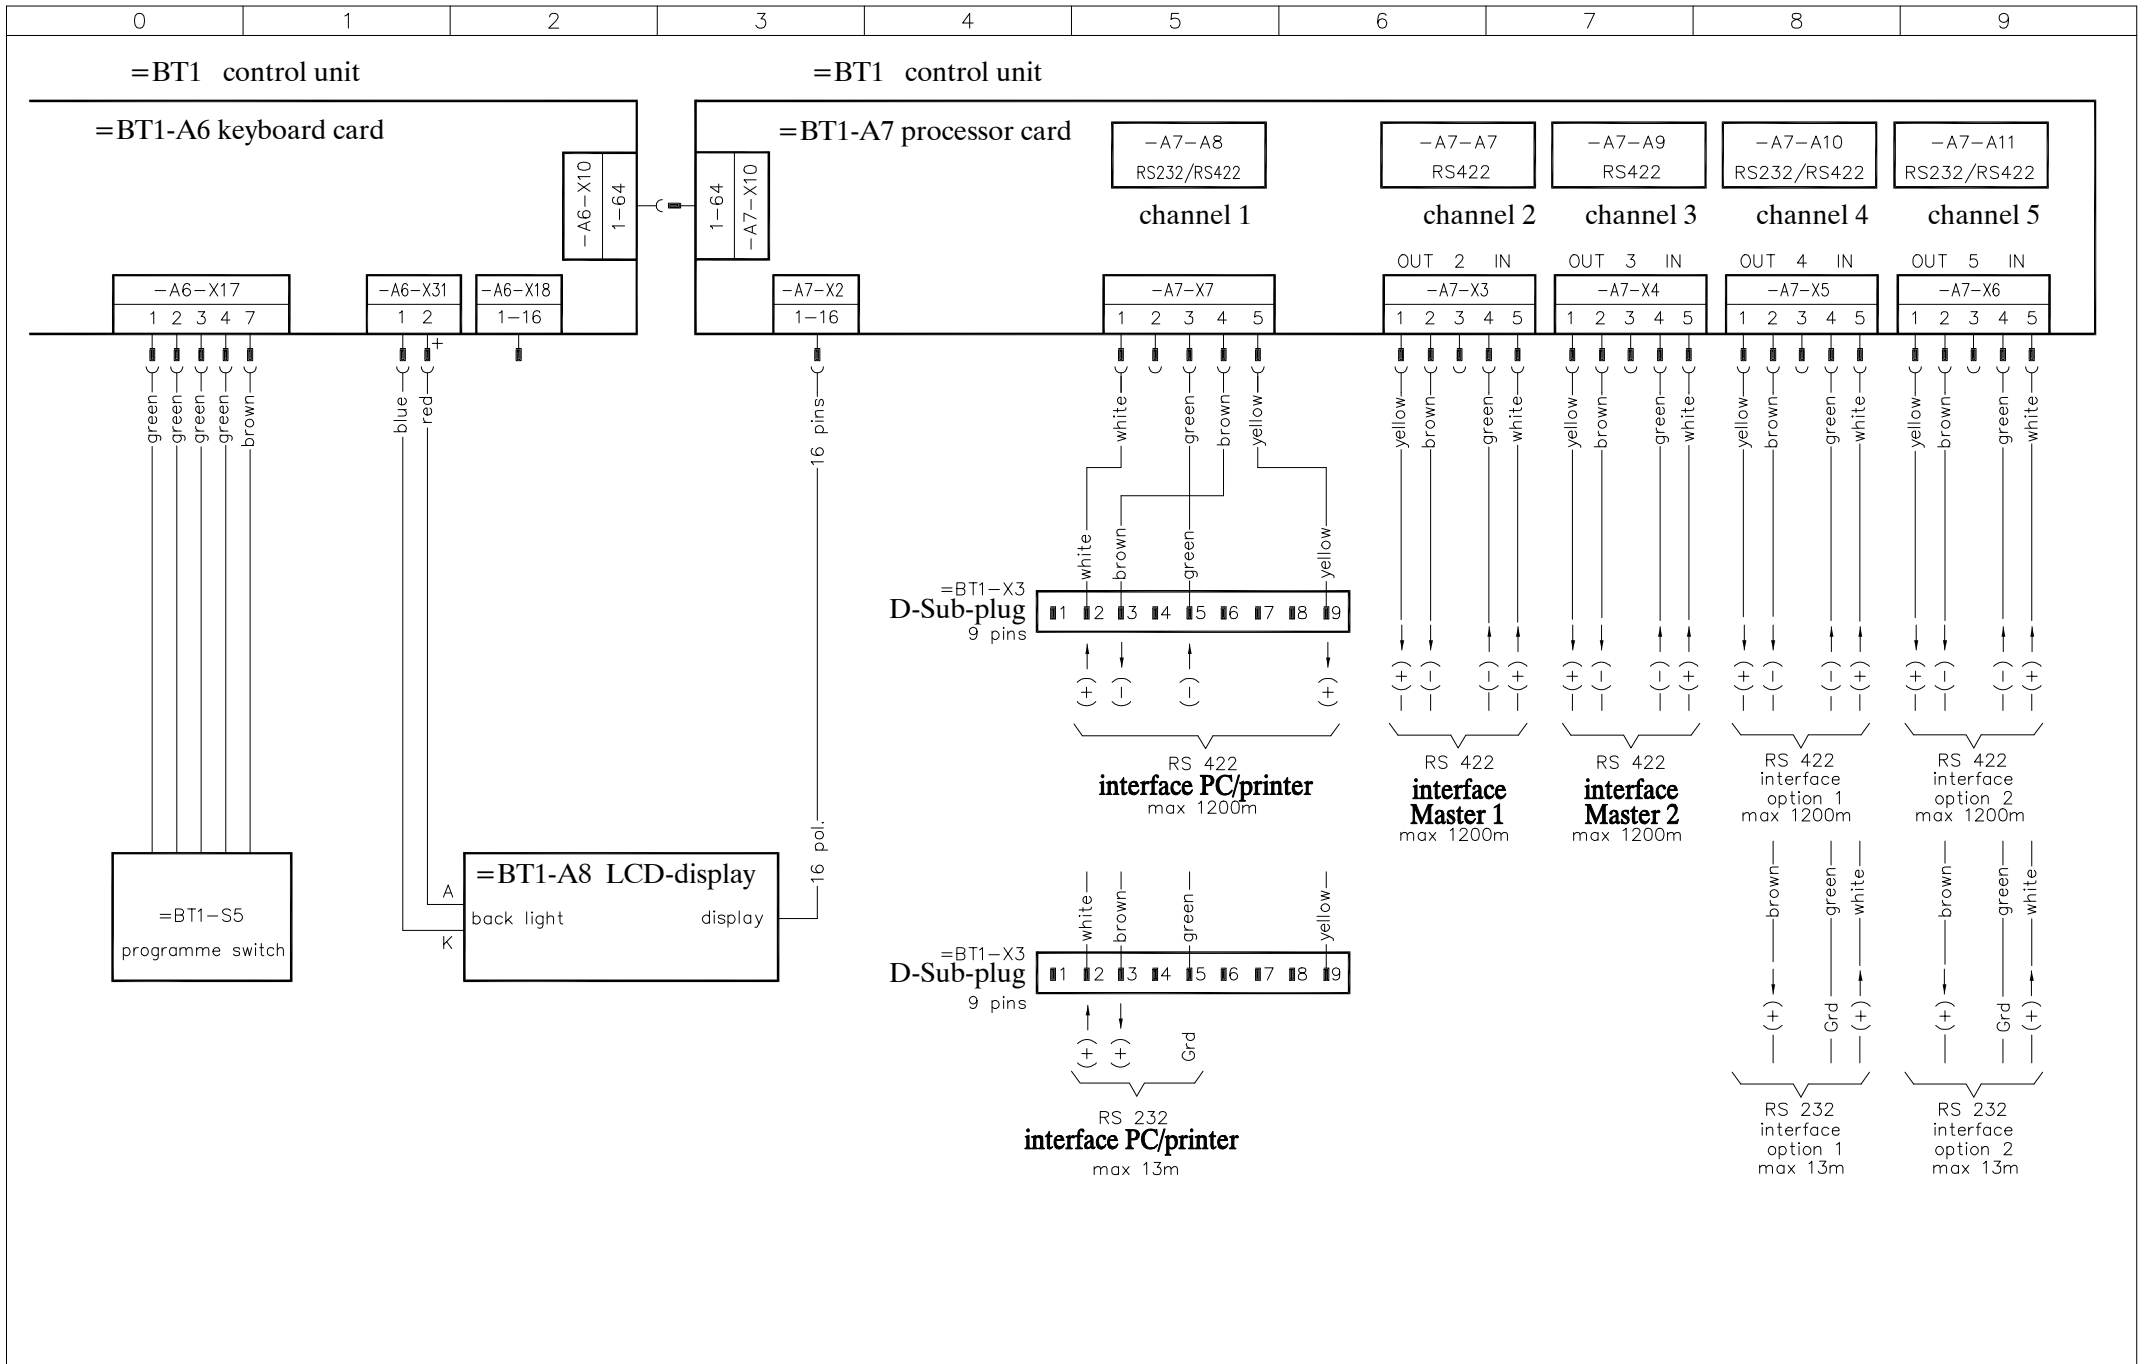 0 1 2 3 4 5 6 7 8 9
=BT1 control unit
=BT1 control unit
=BT1-A6 keyboard card
=BT1-A7 processor card
-A7-A8
RS232/RS422
channel 1
-A7-A7
RS422
channel 2
-A7-A9
RS422
channel 3
-A7-A10
RS232/RS422
channel 4
-A7-A11
RS232/RS422
channel 5
-A6-X10
1-64
1-64
-A7-X10
OUT 2 IN
OUT 3 IN
OUT 4 IN
OUT 5 IN
-A6-X17
1 2 3 4 7
-A6-X31
1 2
+
-A6-X18
1-16
-A7-X2
1-16
-A7-X7
1 2 3 4 5
-A7-X3
1 2 3 4 5
-A7-X4
1 2 3 4 5
-A7-X5
1 2 3 4 5
-A7-X6
1 2 3 4 5
green green green green brown
blue red
16 pins
white green brown yellow
yellow brown green white
yellow brown green white
yellow brown green white
yellow brown green white
white brown green yellow
=BT1-X3
D-Sub-plug
9 pins
1 2 3 4 5 6 7 8 9
(+) (-) (-) (+)
(+) (-) (-) (+)
(+) (-) (-) (+)
(+) (-) (-) (+)
(+) (-) (-) (+)
RS 422
interface PC/printer
max 1200m
RS 422
interface
Master 1
max 1200m
RS 422
interface
Master 2
max 1200m
RS 422
interface
option 1
max 1200m
RS 422
interface
option 2
max 1200m
16 pol.
=BT1-S5
programme switch
A
K
=BT1-A8 LCD-display
back light
display
white brown green yellow
=BT1-X3
D-Sub-plug
9 pins
1 2 3 4 5 6 7 8 9
(+) (+) Grd
RS 232
interface PC/printer
max 13m
brown green white
(+) Grd (+)
RS 232
interface
option 1
max 13m
brown green white
(+) Grd (+)
RS 232
interface
option 2
max 13m